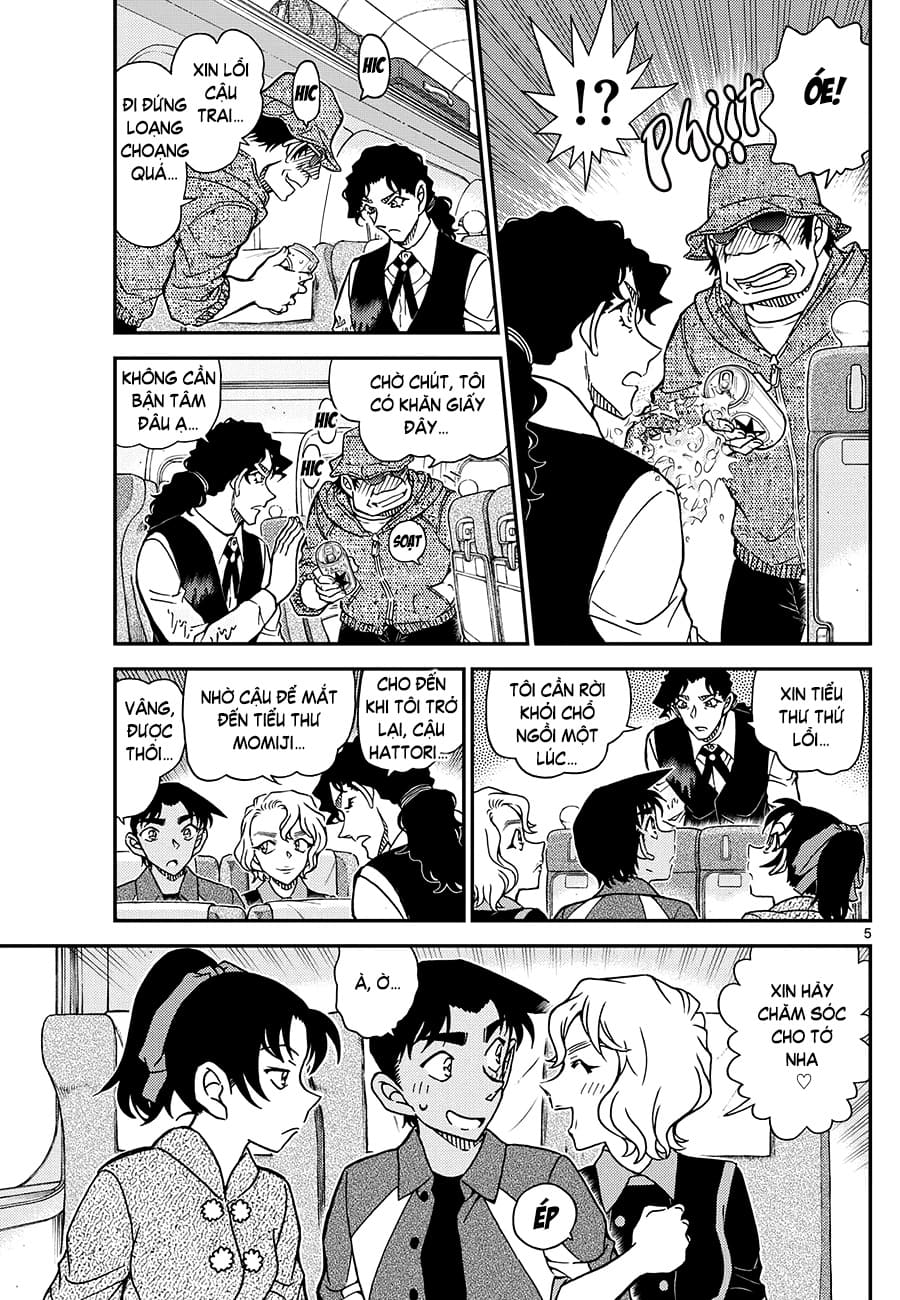 ÓE!
!?
Phịịt
HIC
HIC
XIN LỖI
CẬU
TRAI...
ĐI ĐỨNG
LOẠNG
CHOẠNG
QUÁ...
CHỜ CHÚT, TÔI
CÓ KHĂN GIẤY
ĐÂY...
HIC
HIC
SOẠT
KHÔNG CẦN
BẬN TÂM
ĐÂU Ạ...
XIN TIỂU
THƯ THỨ
LỖI...
TÔI CẦN RỜI
KHỎI CHỖ
NGỒI MỘT
LÚC...
CHO ĐẾN
KHI TÔI TRỞ
LẠI, CẬU
HATTORI...
NHỜ CẬU ĐỂ MẮT
ĐẾN TIỂU THƯ
MOMIJI...
VÂNG,
ĐƯỢC
THÔI...
5
XIN HÃY
CHĂM SÓC
CHO TỚ
NHA
♡
À, Ờ...
ÉP